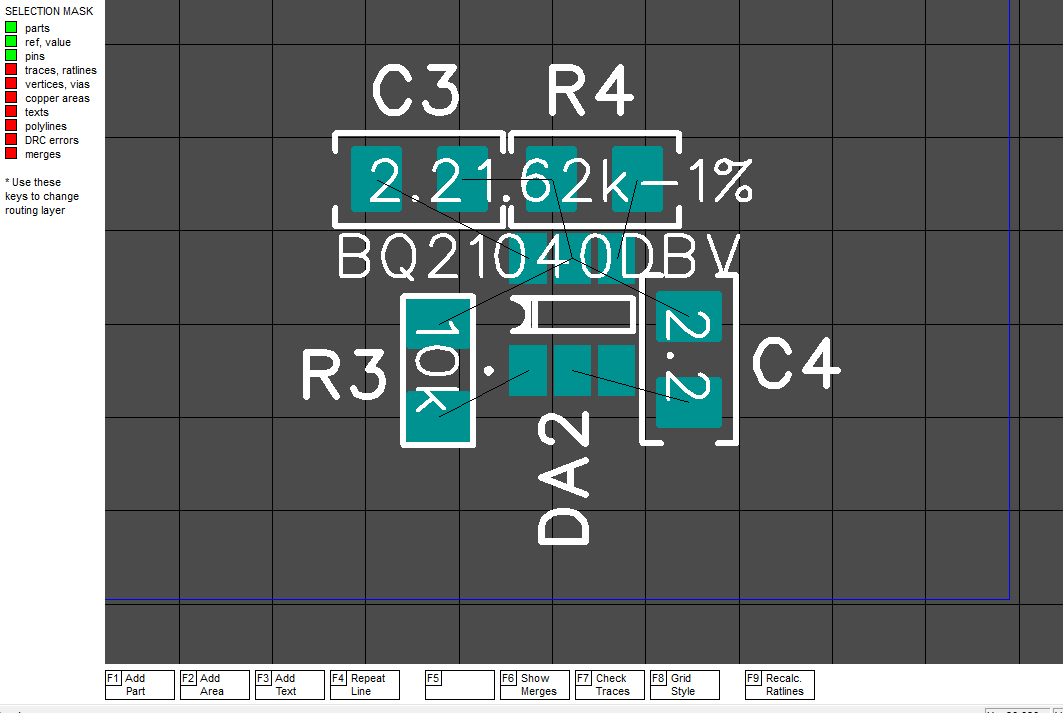 SELECTION MASK
parts
ref, value
pins
traces, ratlines
vertices, vias
copper areas
texts
polylines
DRC errors
merges
* Use these
keys to change
routing layer
C3
R4
2.2
1.62k-1%
BQ21040DBV
R3
10k
2.2
C4
DA2
F1 Add Part
F2 Add Area
F3 Add Text
F4 Repeat Line
F5
F6 Show Merges
F7 Check Traces
F8 Grid Style
F9 Recalc. Ratlines